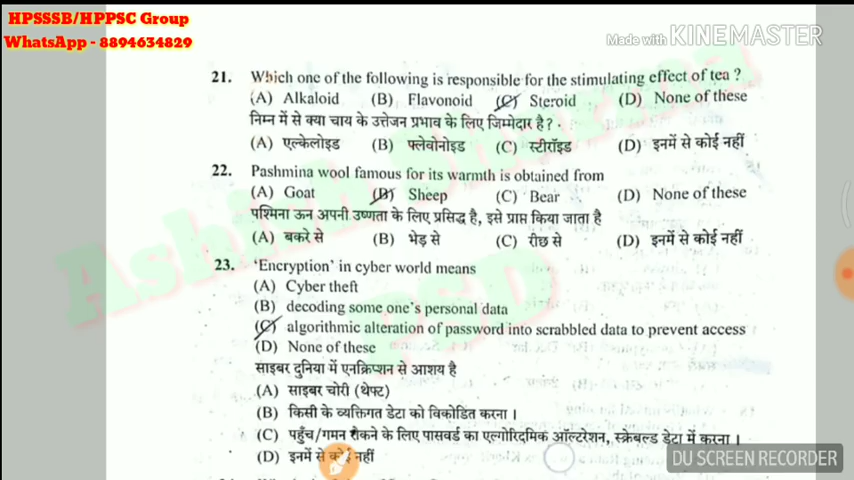 HPSSSB/HPPSC Group
WhatsApp - 8894634829
Made with KINEMASTER
21. Which one of the following is responsible for the stimulating effect of tea ?
(A) Alkaloid (B) Flavonoid (C) Steroid (D) None of these
निम्न में से क्या चाय के उत्तेजन प्रभाव के लिए जिम्मेदार है ?
(A) एल्केलोइड (B) फ्लेवोनोइड (C) स्टीरॉइड (D) इनमें से कोई नहीं
22. Pashmina wool famous for its warmth is obtained from
(A) Goat (B) Sheep (C) Bear (D) None of these
पश्मिना ऊन अपनी उष्णता के लिए प्रसिद्ध है, इसे प्राप्त किया जाता है
(A) बकरे से (B) भेड़ से (C) रीछ से (D) इनमें से कोई नहीं
23. ‘Encryption’ in cyber world means
(A) Cyber theft
(B) decoding some one’s personal data
(C) algorithmic alteration of password into scrabbled data to prevent access
(D) None of these
साइबर दुनिया में एनक्रिप्शन से आशय है
(A) साइबर चोरी (थेफ्ट)
(B) किसी के व्यक्तिगत डेटा को विकोडित करना ।
(C) पहुँच/गमन रोकने के लिए पासवर्ड का एल्गोरिदमिक ऑल्टरेशन, स्क्रेबल्ड डेटा में करना ।
(D) इनमें से कोई नहीं
DU SCREEN RECORDER
Ashish Sharma
PSD